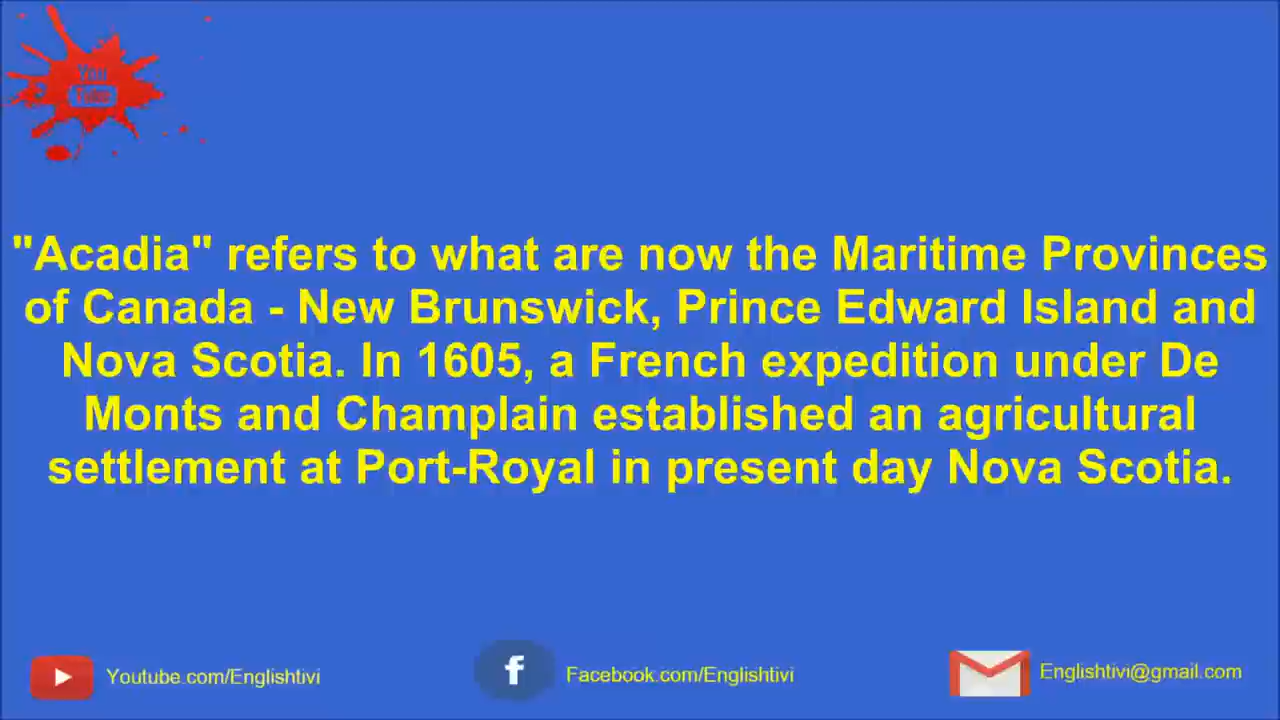 You
Tube
"Acadia" refers to what are now the Maritime Provinces
of Canada - New Brunswick, Prince Edward Island and
Nova Scotia. In 1605, a French expedition under De
Monts and Champlain established an agricultural
settlement at Port-Royal in present day Nova Scotia.
Youtube.com/Englishtivi
f
Facebook.com/Englishtivi
Englishtivi@gmail.com